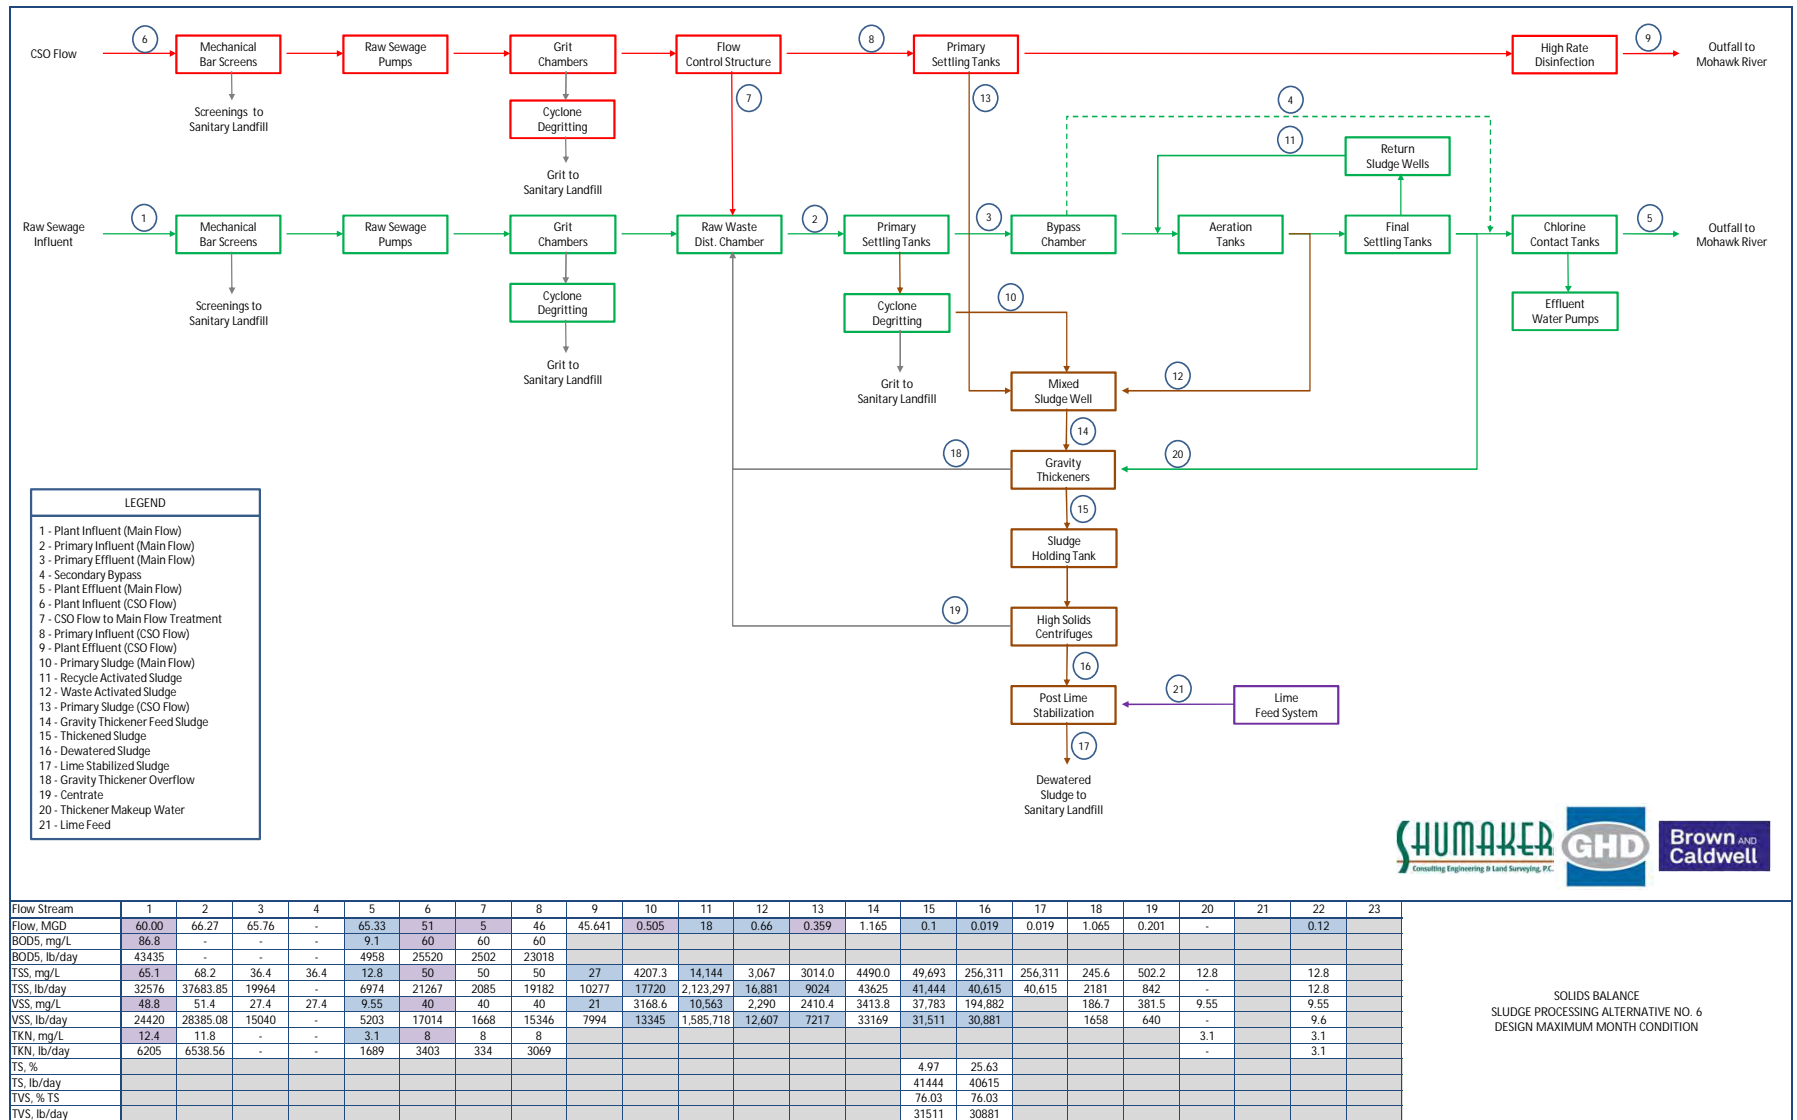 CSO Flow
6
Mechanical
Bar Screens
Raw Sewage
Pumps
Grit
Chambers
Flow
Control Structure
8
Primary
Settling Tanks
High Rate
Disinfection
9
Outfall to
Mohawk River
Screenings to
Sanitary Landfill
Cyclone
Degritting
7
13
4
Grit to
Sanitary Landfill
11
Return
Sludge Wells
Raw Sewage
Influent
1
Mechanical
Bar Screens
Raw Sewage
Pumps
Grit
Chambers
Raw Waste
Dist. Chamber
2
Primary
Settling Tanks
3
Bypass
Chamber
Aeration
Tanks
Final
Settling Tanks
Chlorine
Contact Tanks
5
Outfall to
Mohawk River
Screenings to
Sanitary Landfill
Cyclone
Degritting
Cyclone
Degritting
10
Effluent
Water Pumps
Grit to
Sanitary Landfill
Grit to
Sanitary Landfill
Mixed
Sludge Well
12
14
18
Gravity
Thickeners
20
15
Sludge
Holding Tank
19
High Solids
Centrifuges
16
Post Lime
Stabilization
21
Lime
Feed System
17
Dewatered
Sludge to
Sanitary Landfill
LEGEND
1 - Plant Influent (Main Flow)
2 - Primary Influent (Main Flow)
3 - Primary Effluent (Main Flow)
4 - Secondary Bypass
5 - Plant Effluent (Main Flow)
6 - Plant Influent (CSO Flow)
7 - CSO Flow to Main Flow Treatment
8 - Primary Influent (CSO Flow)
9 - Plant Effluent (CSO Flow)
10 - Primary Sludge (Main Flow)
11 - Recycle Activated Sludge
12 - Waste Activated Sludge
13 - Primary Sludge (CSO Flow)
14 - Gravity Thickener Feed Sludge
15 - Thickened Sludge
16 - Dewatered Sludge
17 - Lime Stabilized Sludge
18 - Gravity Thickener Overflow
19 - Centrate
20 - Thickener Makeup Water
21 - Lime Feed
SHUMAKER
Consulting Engineering & Land Surveying, P.C.
GHD
Brown AND
Caldwell
Flow Stream 1 2 3 4 5 6 7 8 9 10 11 12 13 14 15 16 17 18 19 20 21 22 23
Flow, MGD 60.00 66.27 65.76 - 65.33 51 5 46 45.641 0.505 18 0.66 0.359 1.165 0.1 0.019 0.019 1.065 0.201 - 0.12
BOD5, mg/L 86.8 - - - 9.1 60 60 60
BOD5, lb/day 43435 - - - 4958 25520 2502 23018
TSS, mg/L 65.1 68.2 36.4 36.4 12.8 50 50 50 27 4207.3 14,144 3,067 3014.0 4490.0 49,693 256,311 256,311 245.6 502.2 12.8 12.8
TSS, lb/day 32576 37683.85 19964 - 6974 21267 2085 19182 10277 17720 2,123,297 16,881 9024 43625 41,444 40,615 40,615 2181 842 - 12.8
VSS, mg/L 48.8 51.4 27.4 27.4 9.55 40 40 40 21 3168.6 10,563 2,290 2410.4 3413.8 37,783 194,882 186.7 381.5 9.55 9.55
VSS, lb/day 24420 28385.08 15040 - 5203 17014 1668 15346 7994 13345 1,585,718 12,607 7217 33169 31,511 30,881 1658 640 - 9.6
TKN, mg/L 12.4 11.8 - - 3.1 8 8 8 3.1 3.1
TKN, lb/day 6205 6538.56 - - 1689 3403 334 3069 - 3.1
TS, % 4.97 25.63
TS, lb/day 41444 40615
TVS, % TS 76.03 76.03
TVS, lb/day 31511 30881
SOLIDS BALANCE
SLUDGE PROCESSING ALTERNATIVE NO. 6
DESIGN MAXIMUM MONTH CONDITION